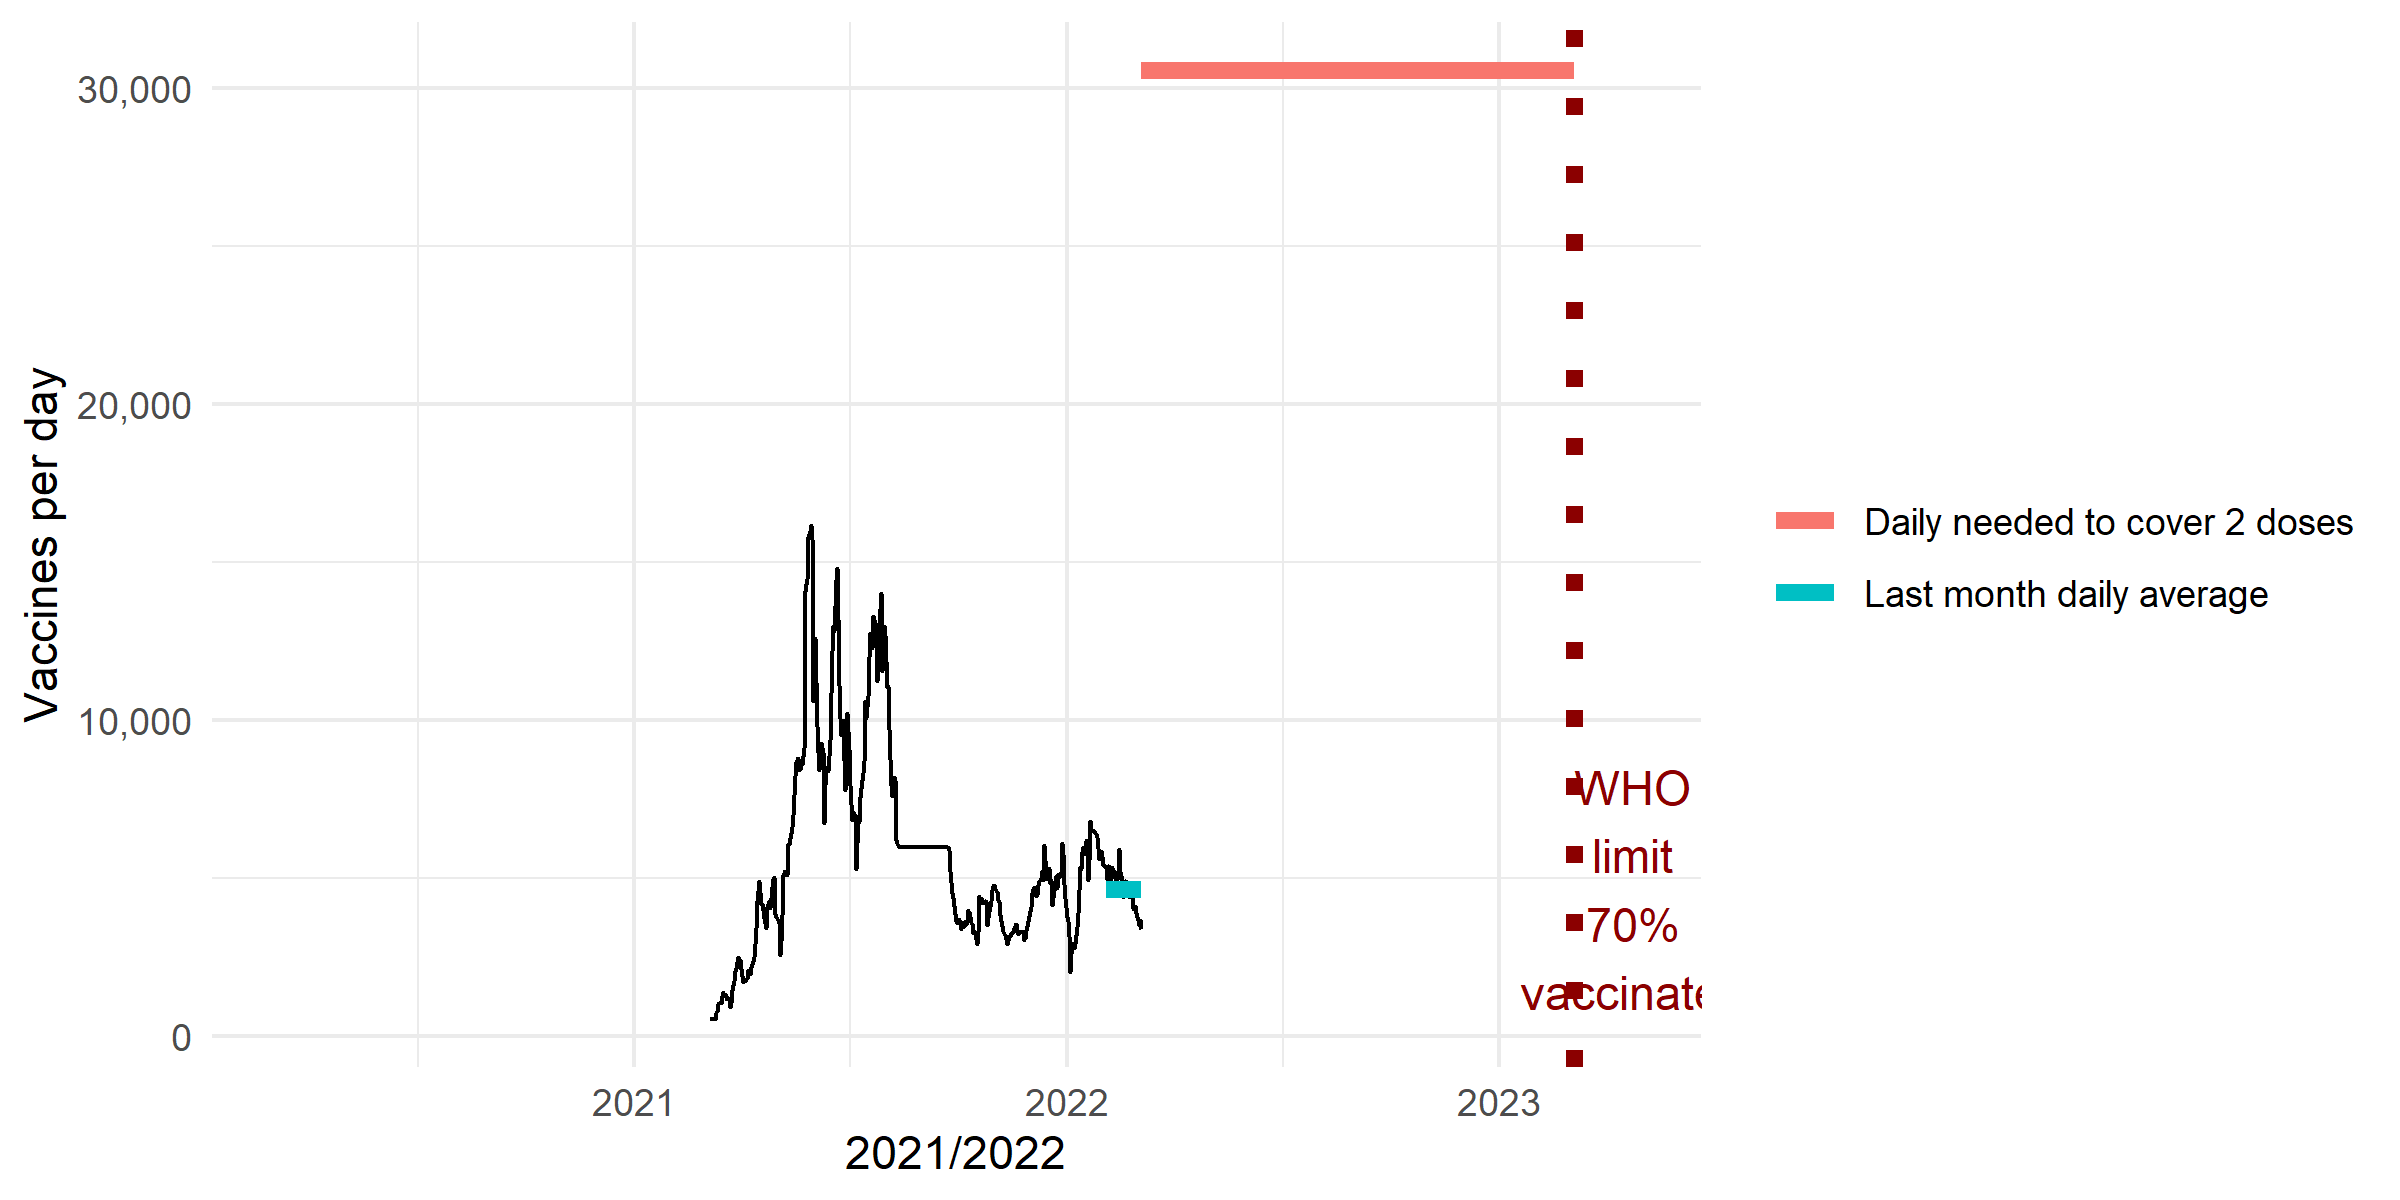 30,000
20,000
10,000
0
Vaccines per day
2021
2022
2023
2021/2022
WHO
limit
70%
vaccinate
Daily needed to cover 2 doses
Last month daily average